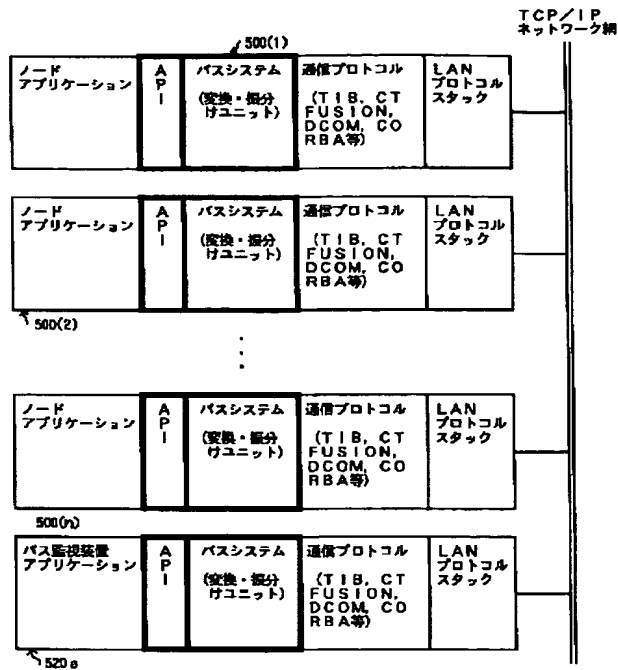 TCP/IP
ネットワーク網
500(1)
ノード
アプリケーション
API
バスシステム
(変換・振分
けユニット)
通信プロトコル
(TIB, CT
FUSION,
DCOM, CO
RBA等)
LAN
プロトコル
スタック
ノード
アプリケーション
API
バスシステム
(変換・振分
けユニット)
通信プロトコル
(TIB, CT
FUSION,
DCOM, CO
RBA等)
LAN
プロトコル
スタック
500(2)
ノード
アプリケーション
API
バスシステム
(変換・振分
けユニット)
通信プロトコル
(TIB, CT
FUSION,
DCOM, CO
RBA等)
LAN
プロトコル
スタック
500(n)
バス監視装置
アプリケーション
API
バスシステム
(変換・振分
けユニット)
通信プロトコル
(TIB, CT
FUSION,
DCOM, CO
RBA等)
LAN
プロトコル
スタック
520a